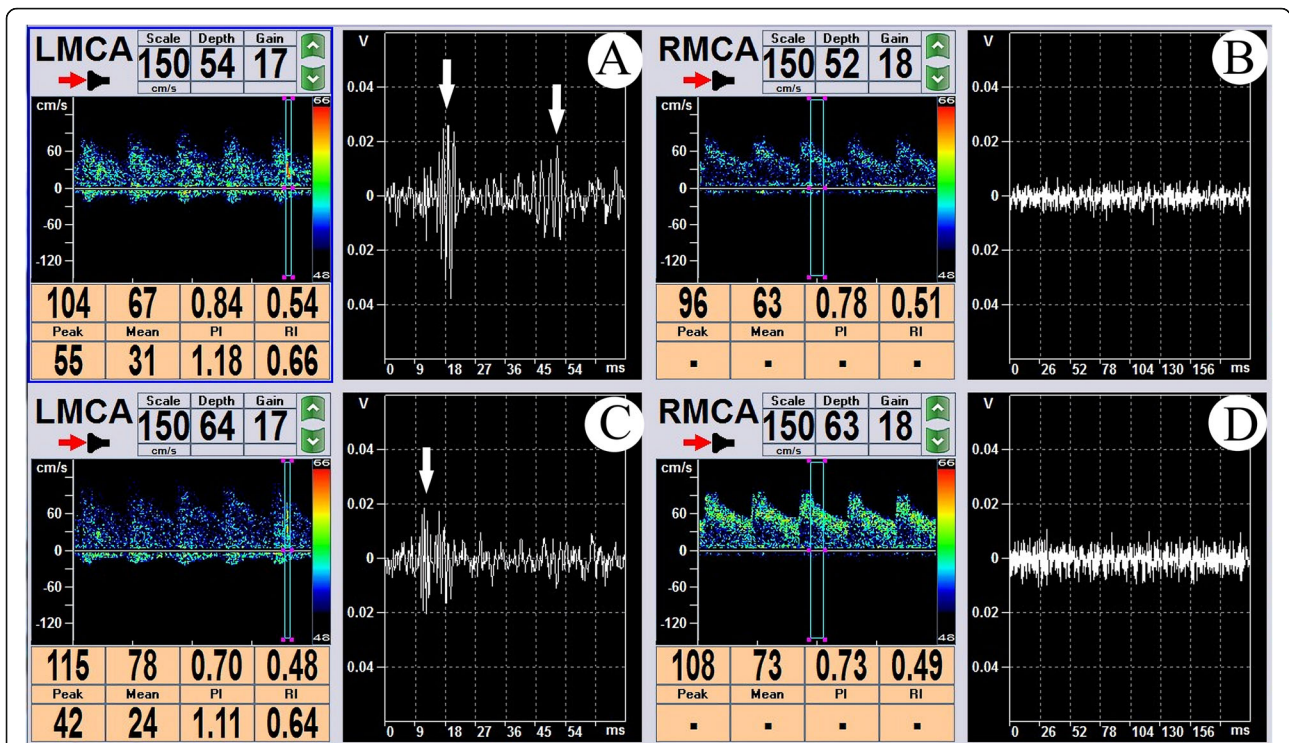 LMCA Scale Depth Gain
150 54 17
cm/s
cm/s 66
60
0
-60
-120
48
104 67 0.84 0.54
Peak Mean PI RI
55 31 1.18 0.66
V A
0.04
0.02
0
0.02
0.04
0 9 18 27 36 45 54 ms
RMCA Scale Depth Gain
150 52 18
cm/s
cm/s 66
60
0
-60
-120
48
96 63 0.78 0.51
Peak Mean PI RI
- - - -
V B
0.04
0.02
0
0.02
0.04
0 26 52 78 104 130 156 ms
LMCA Scale Depth Gain
150 64 17
cm/s
cm/s 66
60
0
-60
-120
48
115 78 0.70 0.48
Peak Mean PI RI
42 24 1.11 0.64
V C
0.04
0.02
0
0.02
0.04
0 9 18 27 36 45 54 ms
RMCA Scale Depth Gain
150 63 18
cm/s
cm/s 66
60
0
-60
-120
48
108 73 0.73 0.49
Peak Mean PI RI
- - - -
V D
0.04
0.02
0
0.02
0.04
0 26 52 78 104 130 156 ms